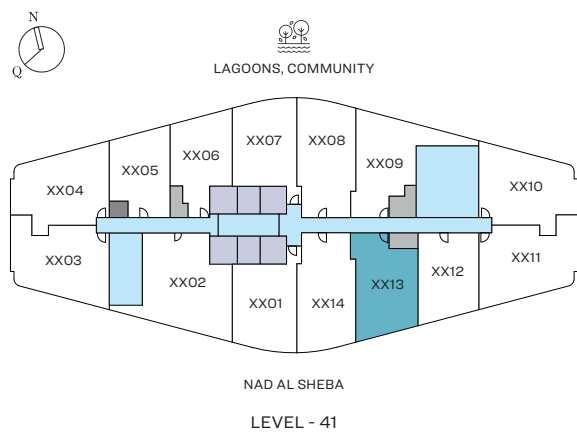 N
Q
LAGOONS, COMMUNITY
XX07
XX08
XX06
XX05
XX09
XX04
XX10
XX03
XX02
XX01
XX14
XX13
XX12
XX11
NAD AL SHEBA
LEVEL - 41